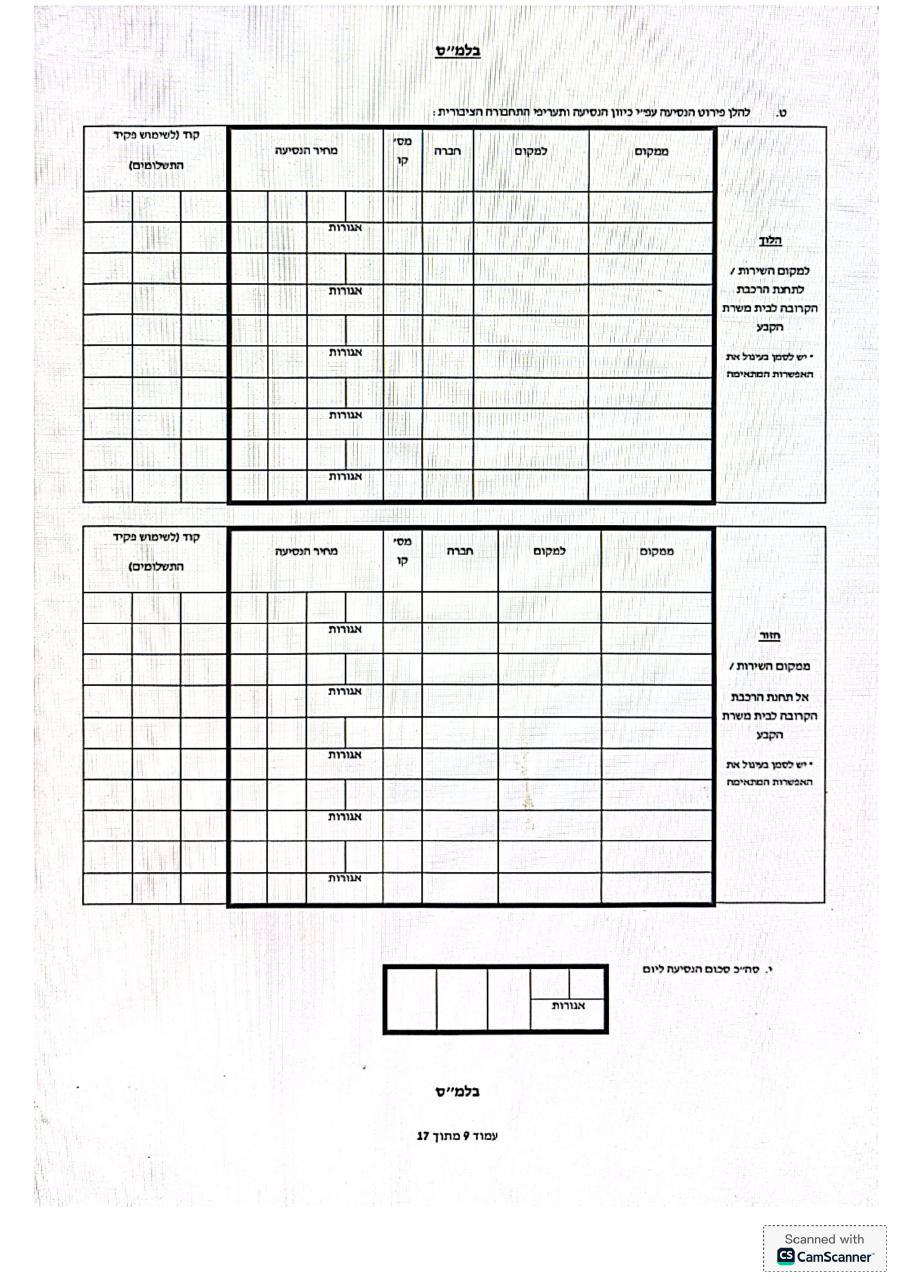 בלמ״ס
ט. להלן פירוט הנסיעה עפ״י כיוון הנסיעה ותעריפי התחבורה הציבורית :
ממקום למקום חברה מס׳ קו מחיר הנסיעה קוד (לשימוש פקיד התשלומים)
הלוך
למקום השירות /
לתחנת הרכבת
הקרובה לבית משרת
הקבע
* יש לסמן בעיגול את
האפשרות המתאימה
אגורות
אגורות
אגורות
אגורות
אגורות
ממקום למקום חברה מס׳ קו מחיר הנסיעה קוד (לשימוש פקיד התשלומים)
חזור
ממקום השירות /
אל תחנת הרכבת
הקרובה לבית משרת
הקבע
* יש לסמן בעיגול את
האפשרות המתאימה
אגורות
אגורות
אגורות
אגורות
אגורות
י. סה״כ סכום הנסיעה ליום
אגורות
בלמ״ס
עמוד 9 מתוך 17
Scanned with
CS CamScanner